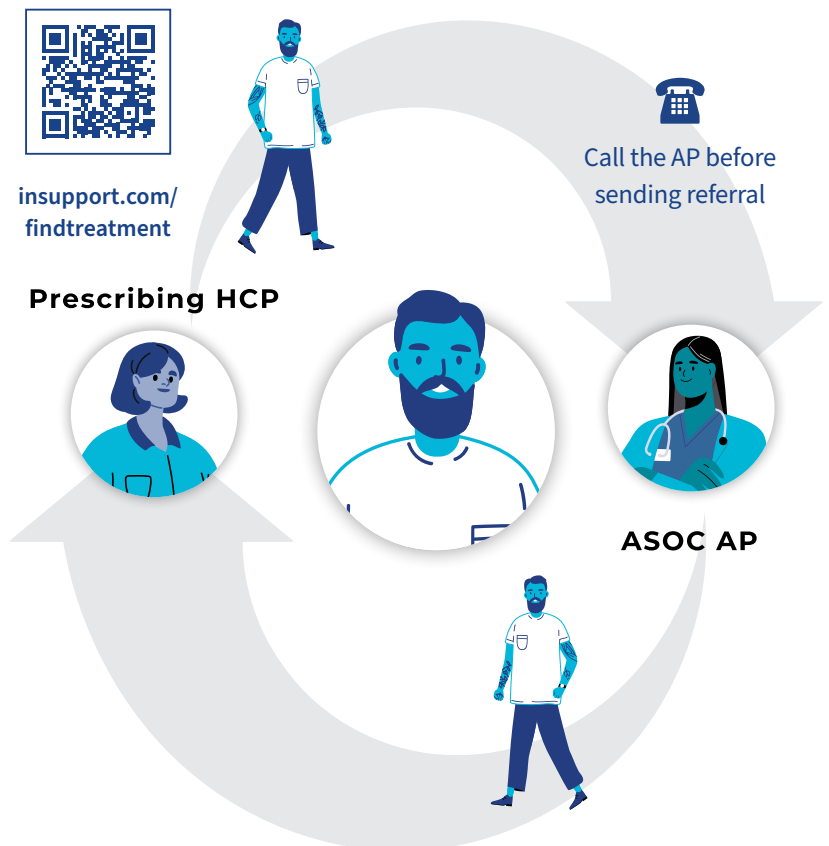 insupport.com/
findtreatment
Call the AP before
sending referral
Prescribing HCP
ASOC AP